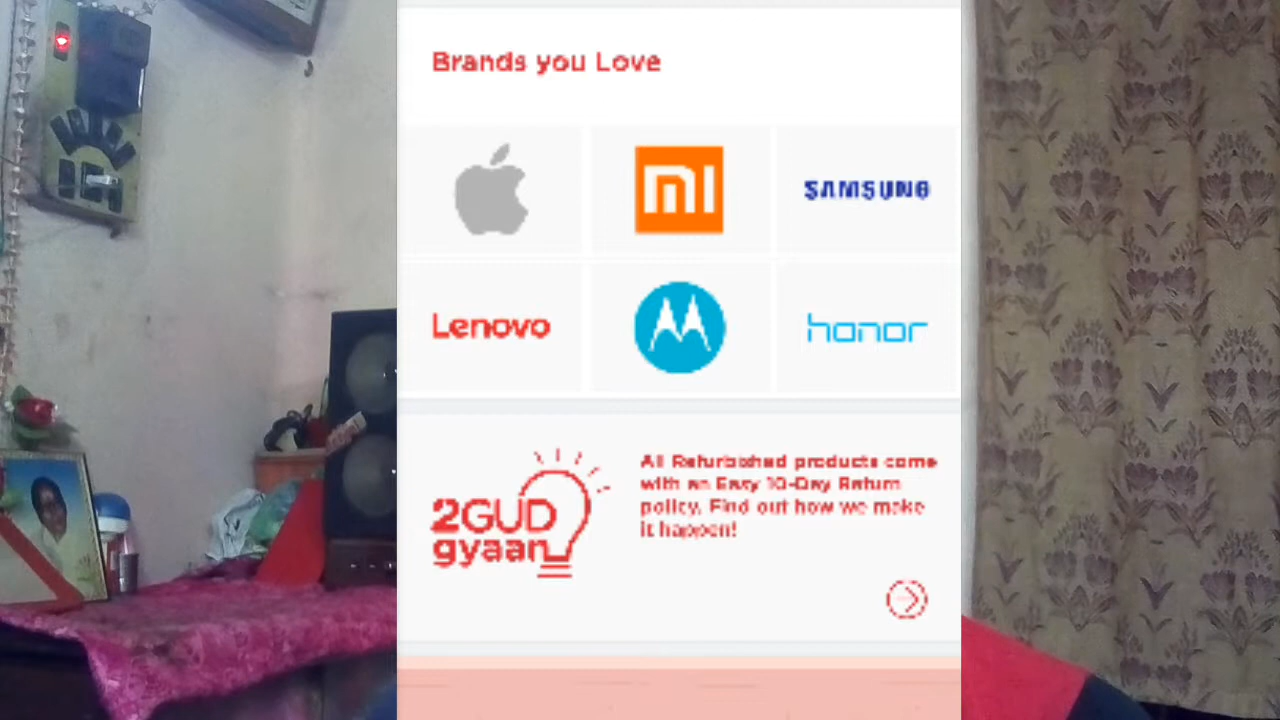 Brands you Love
mi
SAMSUNG
Lenovo
honor
2GUD
gyaan
All Refurbished products come
with an Easy 10-Day Return
policy. Find out how we make
it happen!